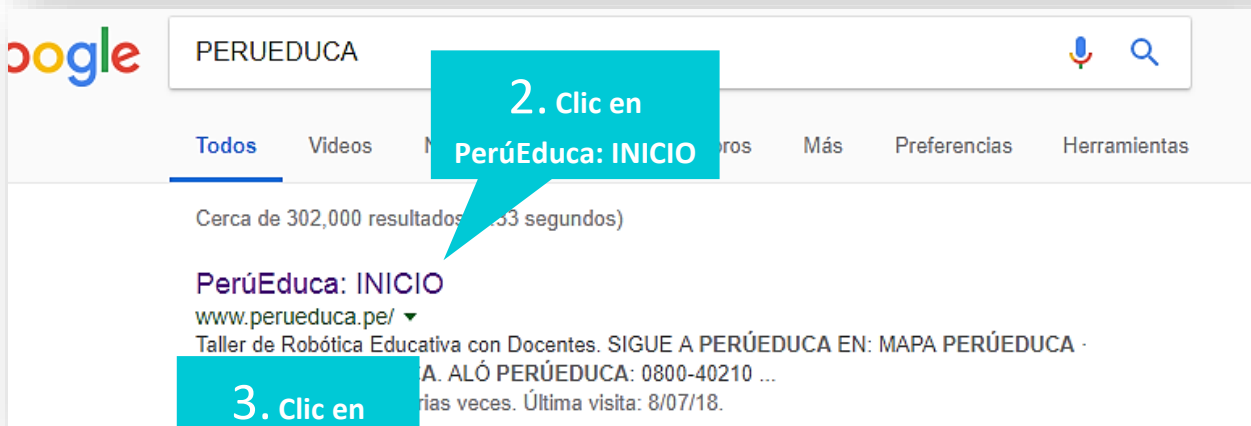 oogle PERUEDUCA
2. Clic en
PerúEduca: INICIO
Todos Videos Más Preferencias Herramientas
Cerca de 302,000 resultados segundos)
PerúEduca: INICIO
www.perueduca.pe/
Taller de Robótica Educativa con Docentes. SIGUE A PERÚEDUCA EN: MAPA PERÚEDUCA ·
ALÓ PERÚEDUCA: 0800-40210 ...
veces. Última visita: 8/07/18.
3. Clic en